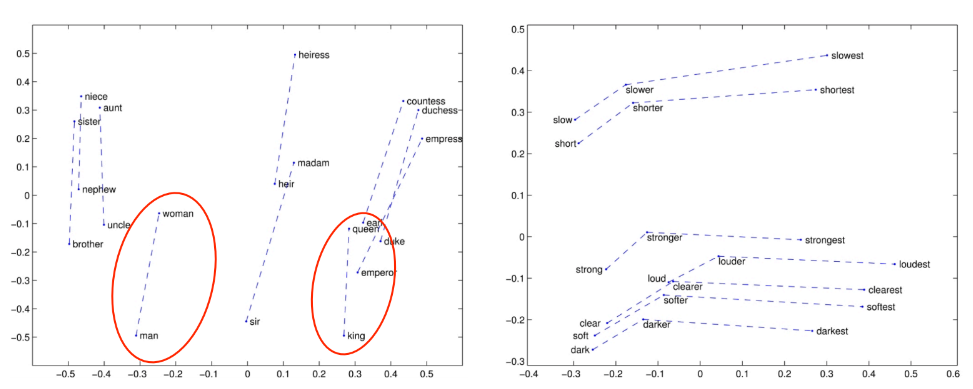 0.5
0.4
0.3
0.2
0.1
0
−0.1
−0.2
−0.3
−0.4
−0.5
−0.5 −0.4 −0.3 −0.2 −0.1 0 0.1 0.2 0.3 0.4 0.5
heiress
niece
aunt
sister
countess
duchess
empress
madam
heir
nephew
woman
uncle
earl
queen
brother
duke
emperor
sir
man
king
0.5
0.4
0.3
0.2
0.1
0
−0.1
−0.2
−0.3
−0.4 −0.3 −0.2 −0.1 0 0.1 0.2 0.3 0.4 0.5 0.6
slowest
slower
shortest
shorter
slow
short
stronger
strongest
louder
loudest
strong
loud
clearer
clearest
softer
softest
clear
darker
soft
darkest
dark